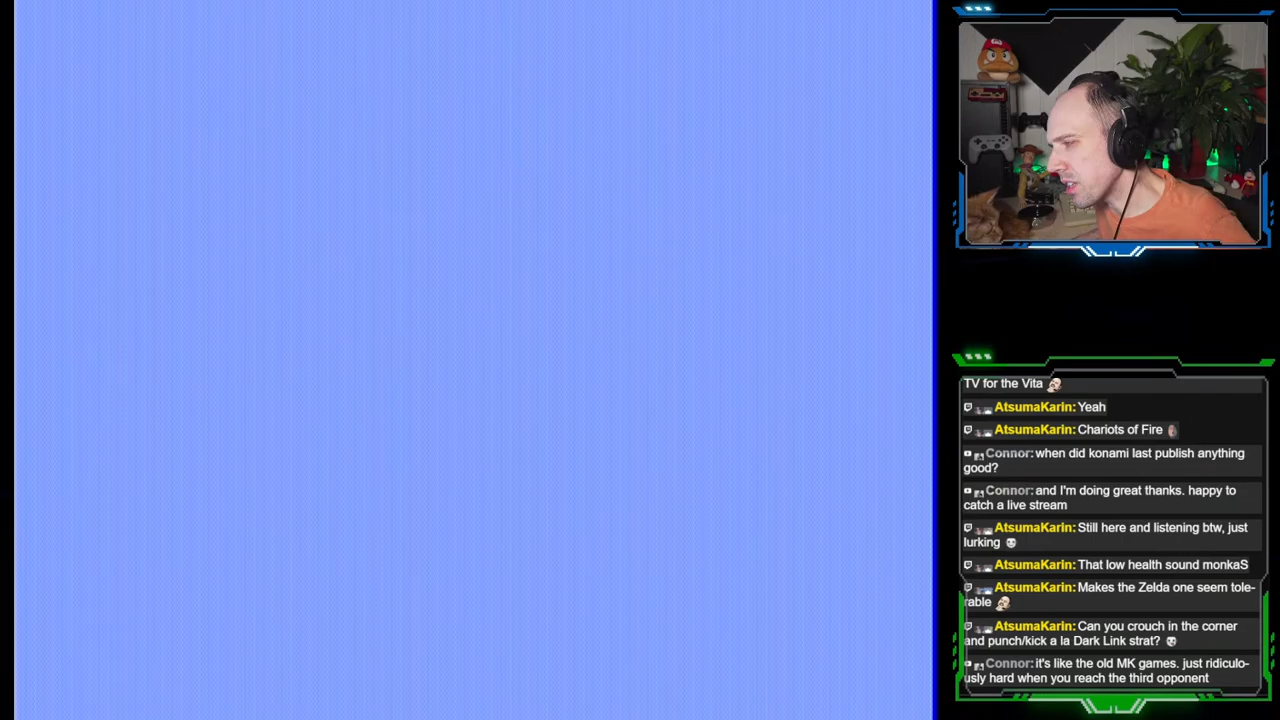 TV for the Vita
AtsumaKarin: Yeah
AtsumaKarin: Chariots of Fire
Connor: when did konami last publish anything
good?
Connor: and I'm doing great thanks. happy to
catch a live stream
AtsumaKarin: Still here and listening btw, just
lurking
AtsumaKarin: That low health sound monkaS
AtsumaKarin: Makes the Zelda one seem tole-
rable
AtsumaKarin: Can you crouch in the corner
and punch/kick a la Dark Link strat?
Connor: it's like the old MK games. just ridiculo-
usly hard when you reach the third opponent